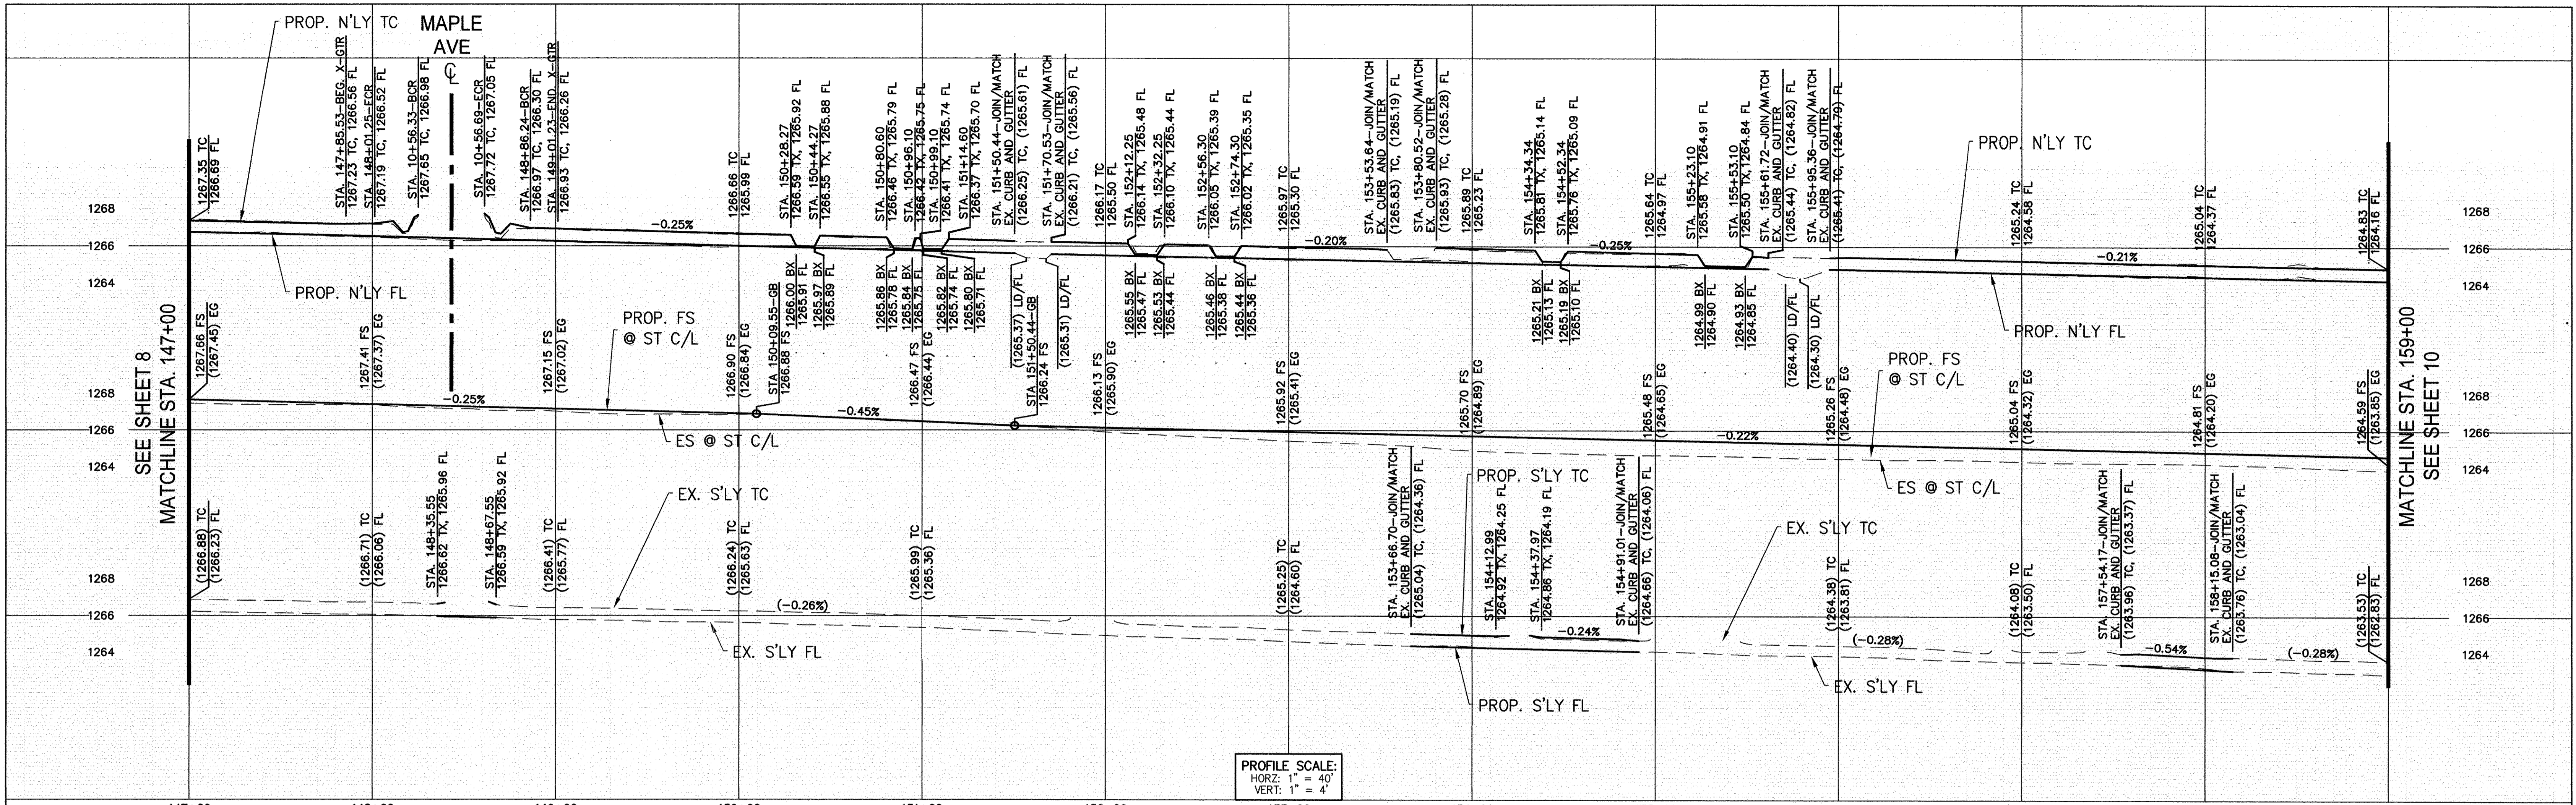 PROP. N'LY TC
MAPLE
AVE
℄
1267.35 TC
1266.69 FL
STA. 147+85.53-BEG. X-GTR
1267.23 TC, 1266.56 FL
STA. 148+01.25-ECR
1267.19 TC, 1266.52 FL
STA. 10+56.33-BCR
1267.65 TC, 1266.98 FL
STA. 10+56.69-ECR
1267.72 TC, 1267.05 FL
STA. 148+86.24-BCR
1266.97 TC, 1266.30 FL
STA. 149+01.23-END. X-GTR
1266.93 TC, 1266.26 FL
1266.66 TC
1265.99 FL
STA. 150+28.27
1266.59 TX, 1265.92 FL
STA. 150+44.27
1266.55 TX, 1265.88 FL
STA. 150+80.60
1266.46 TX, 1265.79 FL
STA. 150+96.10
1266.42 TX, 1265.75 FL
STA. 150+99.10
1266.41 TX, 1265.74 FL
STA. 151+14.60
1266.37 TX, 1265.70 FL
STA. 151+50.44-JOIN/MATCH
EX. CURB AND GUTTER
(1266.25) TC, (1265.61) FL
STA. 151+70.53-JOIN/MATCH
EX. CURB AND GUTTER
(1266.21) TC, (1265.56) FL
1266.17 TC
1265.50 FL
STA. 152+12.25
1266.14 TX, 1265.48 FL
STA. 152+32.25
1266.10 TX, 1265.44 FL
STA. 152+56.30
1266.05 TX, 1265.39 FL
STA. 152+74.30
1266.02 TX, 1265.35 FL
1265.97 TC
1265.30 FL
STA. 153+53.64-JOIN/MATCH
EX. CURB AND GUTTER
(1265.83) TC, (1265.19) FL
STA. 153+80.52-JOIN/MATCH
EX. CURB AND GUTTER
(1265.93) TC, (1265.28) FL
1265.89 TC
1265.23 FL
STA. 154+34.34
1265.81 TX, 1265.14 FL
STA. 154+52.34
1265.76 TX, 1265.09 FL
1265.64 TC
1264.97 FL
STA. 155+23.10
1265.58 TX, 1264.91 FL
STA. 155+53.10
1265.50 TX, 1264.84 FL
STA. 155+61.72-JOIN/MATCH
EX. CURB AND GUTTER
(1265.44) TC, (1264.82) FL
STA. 155+95.36-JOIN/MATCH
EX. CURB AND GUTTER
(1265.41) TC, (1264.79) FL
PROP. N'LY TC
1265.24 TC
1264.58 FL
1265.04 TC
1264.37 FL
1264.83 TC
1264.16 FL
1268
1266
1264
-0.25%
-0.20%
-0.25%
-0.21%
1268
1266
1264
PROP. N'LY FL
1266.00 BX
1265.91 FL
1265.97 BX
1265.89 FL
1265.86 BX
1265.78 FL
1265.84 BX
1265.75 FL
1265.82 BX
1265.74 FL
1265.80 BX
1265.71 FL
(1265.37) LD/FL
(1265.31) LD/FL
1265.55 BX
1265.47 FL
1265.53 BX
1265.44 FL
1265.46 BX
1265.38 FL
1265.44 BX
1265.36 FL
1265.21 BX
1265.13 FL
1265.19 BX
1265.10 FL
1264.99 BX
1264.90 FL
1264.93 BX
1264.85 FL
(1264.40) LD/FL
(1264.30) LD/FL
PROP. N'LY FL
SEE SHEET 8
MATCHLINE STA. 147+00
1267.66 FS
(1267.45) EG
1267.41 FS
(1267.37) EG
1267.15 FS
(1267.02) EG
PROP. FS
@ ST C/L
1266.90 FS
(1266.84) EG
STA 150+09.55-GB
1266.88 FS
1266.47 FS
(1266.44) EG
STA 151+50.44-GB
1266.24 FS
1266.13 FS
(1265.90) EG
1265.92 FS
(1265.41) EG
1265.70 FS
(1264.89) EG
1265.48 FS
(1264.65) EG
1265.26 FS
(1264.48) EG
PROP. FS
@ ST C/L
1265.04 FS
(1264.32) EG
1264.81 FS
(1264.20) EG
1264.59 FS
(1263.85) EG
MATCHLINE STA. 159+00
SEE SHEET 10
1268
1266
1264
-0.25%
-0.45%
-0.22%
1268
1266
1264
ES @ ST C/L
ES @ ST C/L
(1266.88) TC
(1266.23) FL
(1266.71) TC
(1266.06) FL
STA. 148+35.55
1266.62 TX, 1265.96 FL
STA. 148+67.55
1266.59 TX, 1265.92 FL
(1266.41) TC
(1265.77) FL
EX. S'LY TC
(1266.24) TC
(1265.63) FL
(1265.99) TC
(1265.36) FL
(1265.25) TC
(1264.60) FL
STA. 153+66.70-JOIN/MATCH
EX. CURB AND GUTTER
(1265.04) TC, (1264.36) FL
PROP. S'LY TC
STA. 154+12.99
1264.92 TX, 1264.25 FL
STA. 154+37.97
1264.86 TX, 1264.19 FL
STA. 154+91.01-JOIN/MATCH
EX. CURB AND GUTTER
(1264.66) TC, (1264.06) FL
EX. S'LY TC
(1264.38) TC
(1263.81) FL
(1264.08) TC
(1263.50) FL
STA. 157+54.17-JOIN/MATCH
EX. CURB AND GUTTER
(1263.96) TC, (1263.37) FL
STA. 158+15.08-JOIN/MATCH
EX. CURB AND GUTTER
(1263.76) TC, (1263.04) FL
(1263.53) TC
(1262.83) FL
1268
1266
1264
(-0.26%)
-0.24%
(-0.28%)
-0.54%
(-0.28%)
1268
1266
1264
EX. S'LY FL
PROP. S'LY FL
EX. S'LY FL
PROFILE SCALE:
HORZ: 1" = 40'
VERT: 1" = 4'